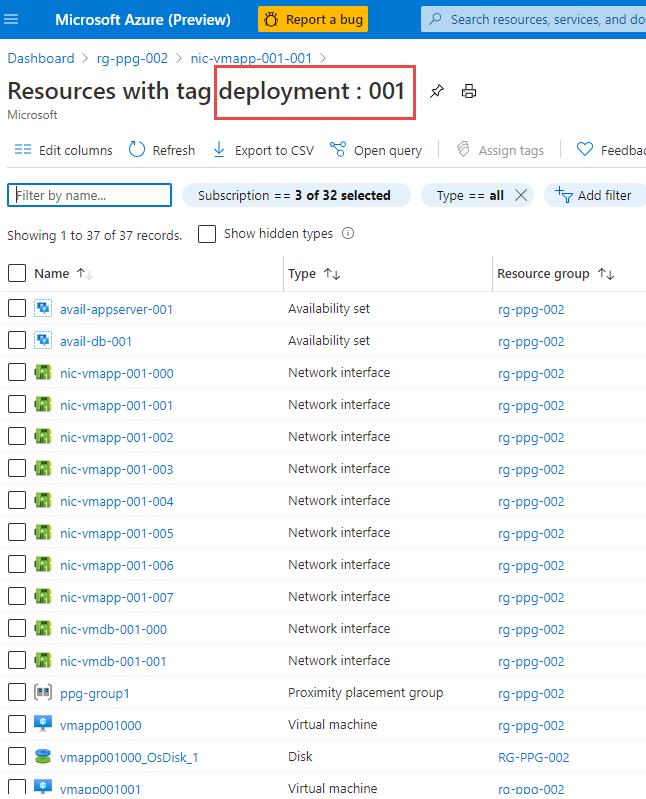 Microsoft Azure (Preview) Report a bug Search resources, services, and do
Dashboard > rg-ppg-002 > nic-vmapp-001-001 >
Resources with tag deployment : 001
Microsoft
Edit columns Refresh Export to CSV Open query Assign tags Feedbac
Filter by name... Subscription == 3 of 32 selected Type == all Add filter
Showing 1 to 37 of 37 records. Show hidden types
Name Type Resource group
avail-appserver-001 Availability set rg-ppg-002
avail-db-001 Availability set rg-ppg-002
nic-vmapp-001-000 Network interface rg-ppg-002
nic-vmapp-001-001 Network interface rg-ppg-002
nic-vmapp-001-002 Network interface rg-ppg-002
nic-vmapp-001-003 Network interface rg-ppg-002
nic-vmapp-001-004 Network interface rg-ppg-002
nic-vmapp-001-005 Network interface rg-ppg-002
nic-vmapp-001-006 Network interface rg-ppg-002
nic-vmapp-001-007 Network interface rg-ppg-002
nic-vmdb-001-000 Network interface rg-ppg-002
nic-vmdb-001-001 Network interface rg-ppg-002
ppg-group1 Proximity placement group rg-ppg-002
vmapp001000 Virtual machine rg-ppg-002
vmapp001000_OsDisk_1 Disk RG-PPG-002
vmapp001001 Virtual machine rg-ppg-002